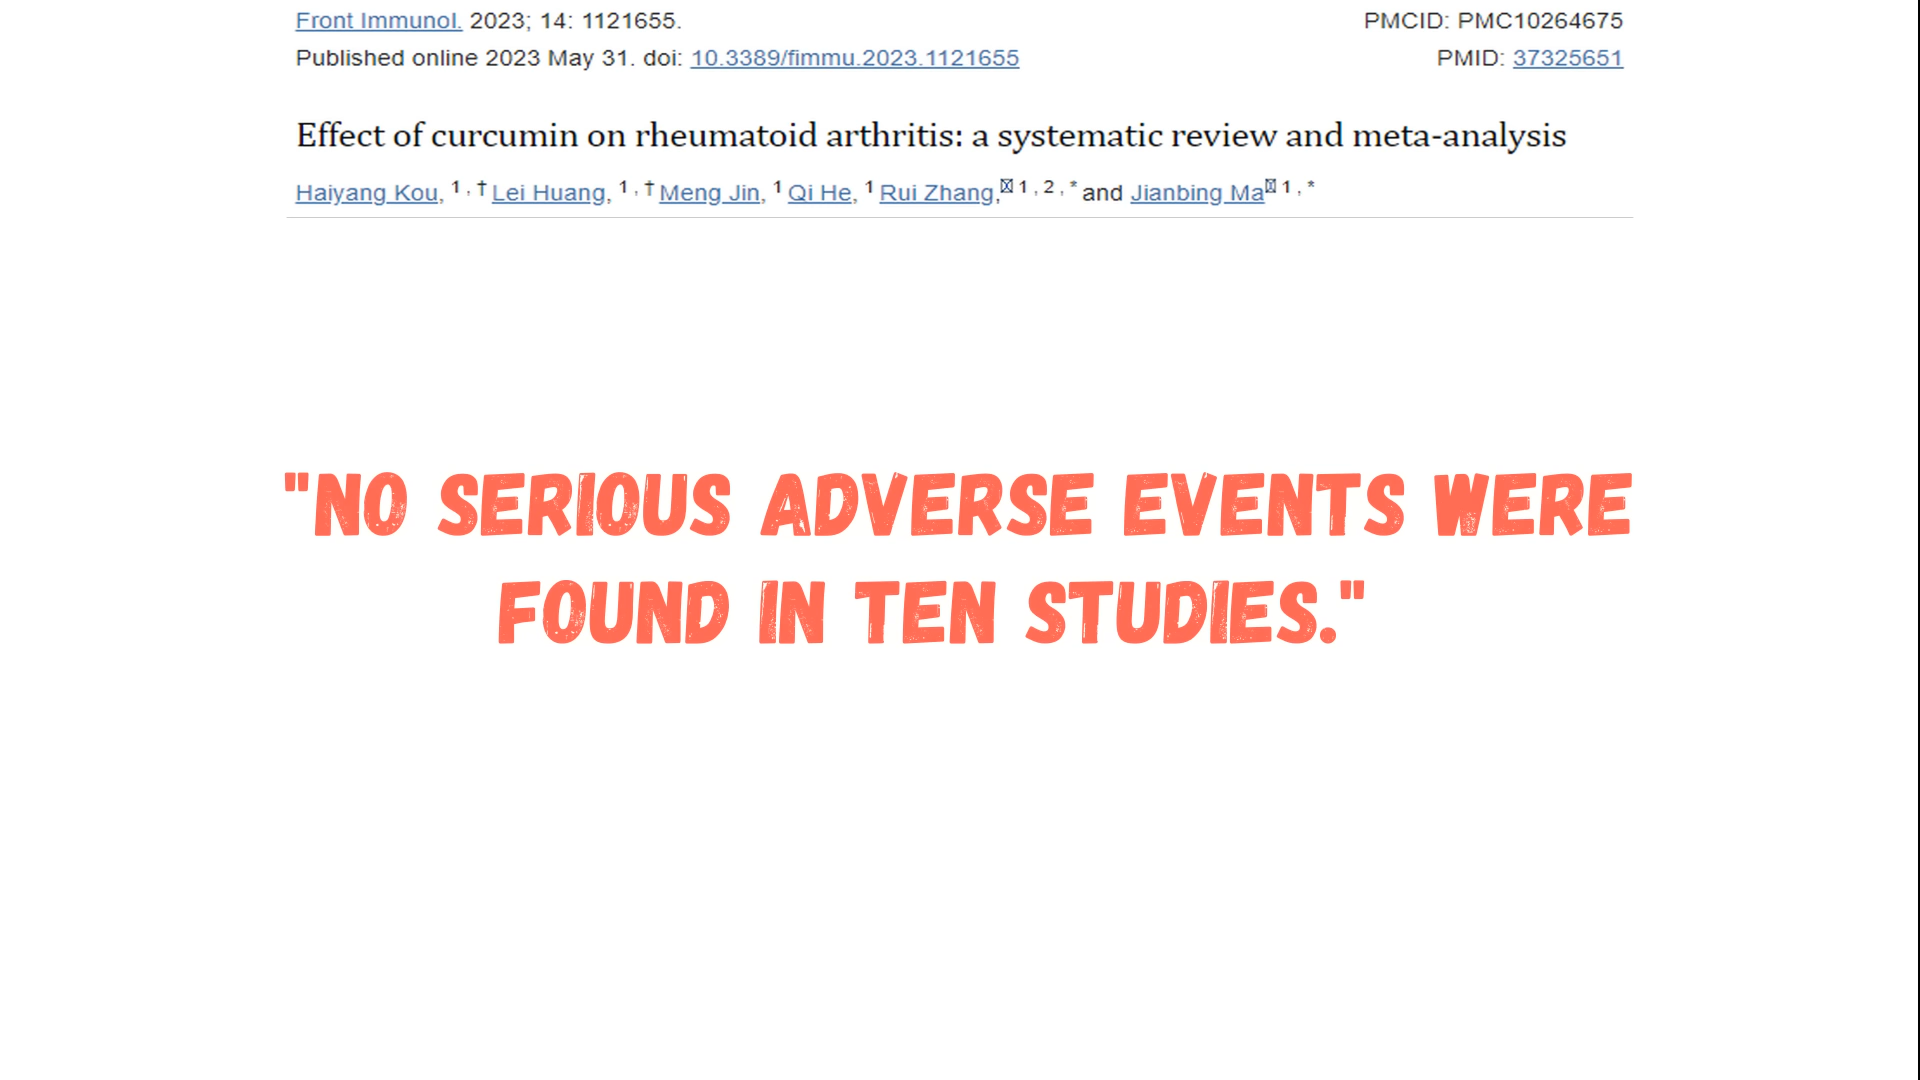 Front Immunol. 2023; 14: 1121655. PMCID: PMC10264675
Published online 2023 May 31. doi: 10.3389/fimmu.2023.1121655 PMID: 37325651
Effect of curcumin on rheumatoid arthritis: a systematic review and meta-analysis
Haiyang Kou, 1 , † Lei Huang, 1 , † Meng Jin, 1 Qi He, 1 Rui Zhang, 1 , 2 , * and Jianbing Ma 1 , *
"NO SERIOUS ADVERSE EVENTS WERE
FOUND IN TEN STUDIES."